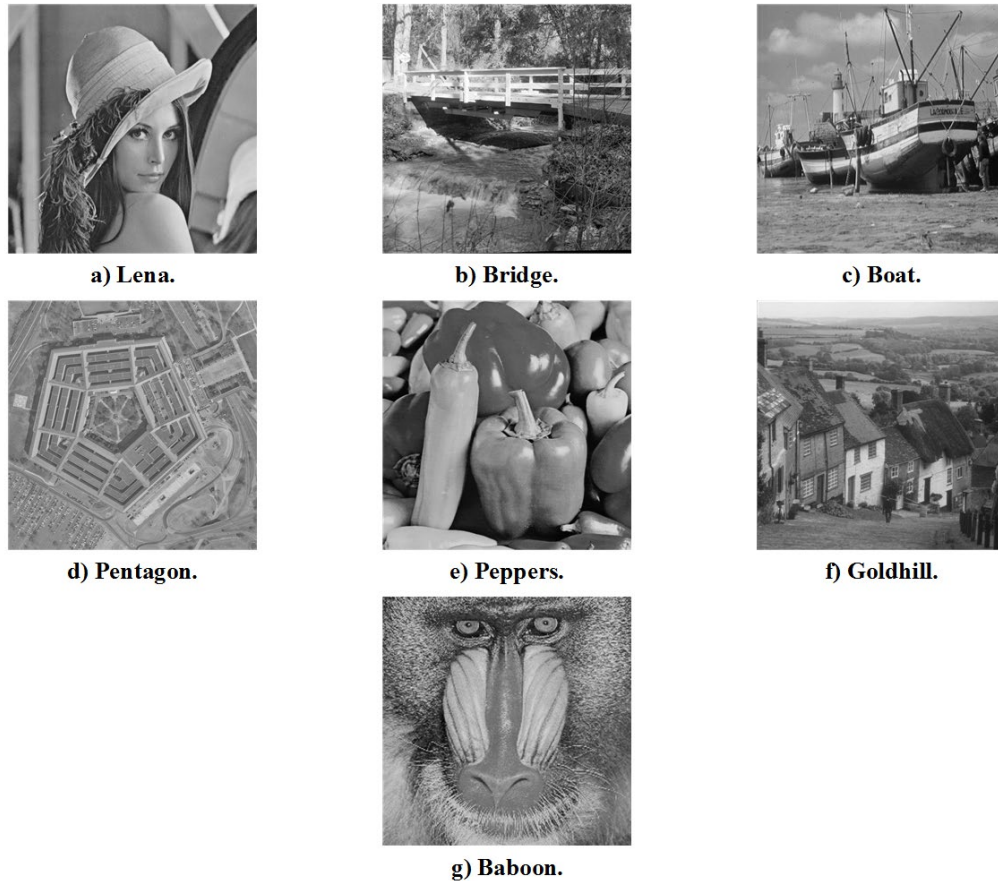 a) Lena.
b) Bridge.
c) Boat.
d) Pentagon.
e) Peppers.
f) Goldhill.
g) Baboon.